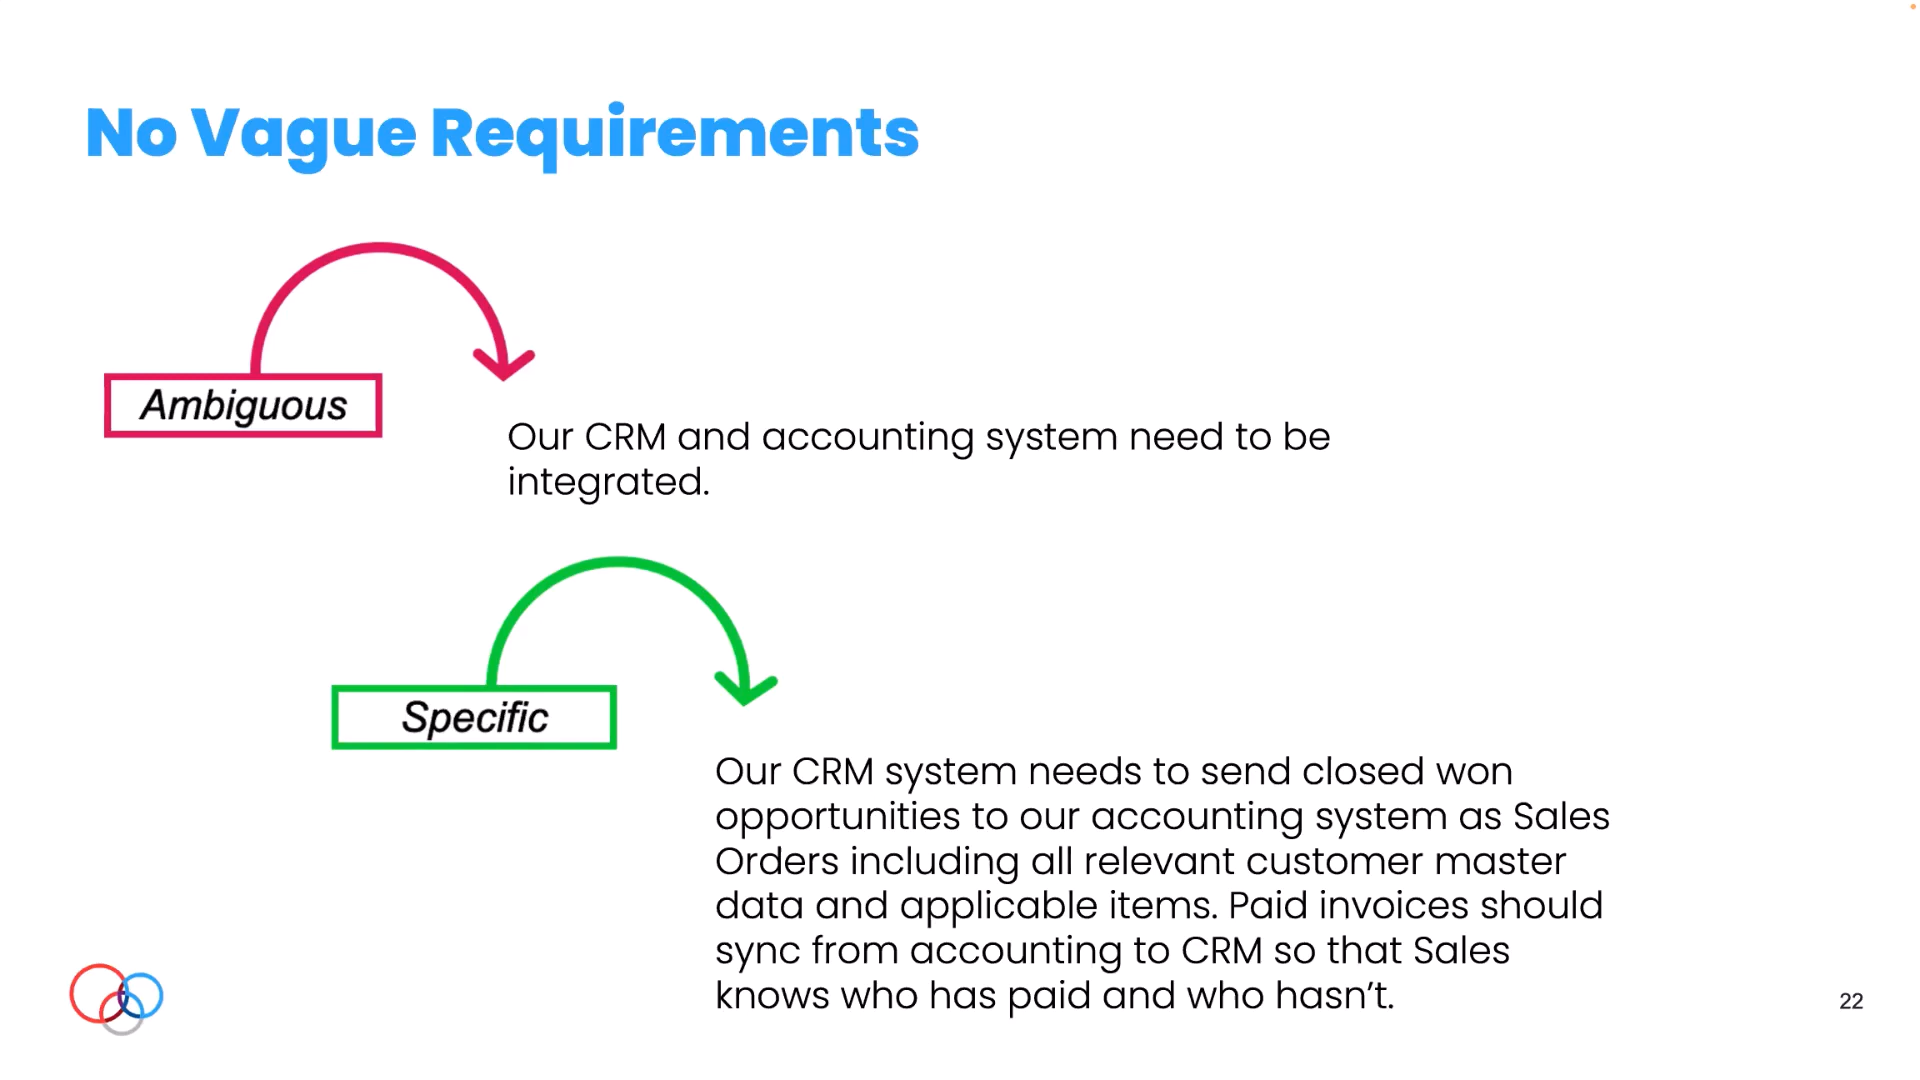 No Vague Requirements
Ambiguous
Our CRM and accounting system need to be
integrated.
Specific
Our CRM system needs to send closed won
opportunities to our accounting system as Sales
Orders including all relevant customer master
data and applicable items. Paid invoices should
sync from accounting to CRM so that Sales
knows who has paid and who hasn’t.
22